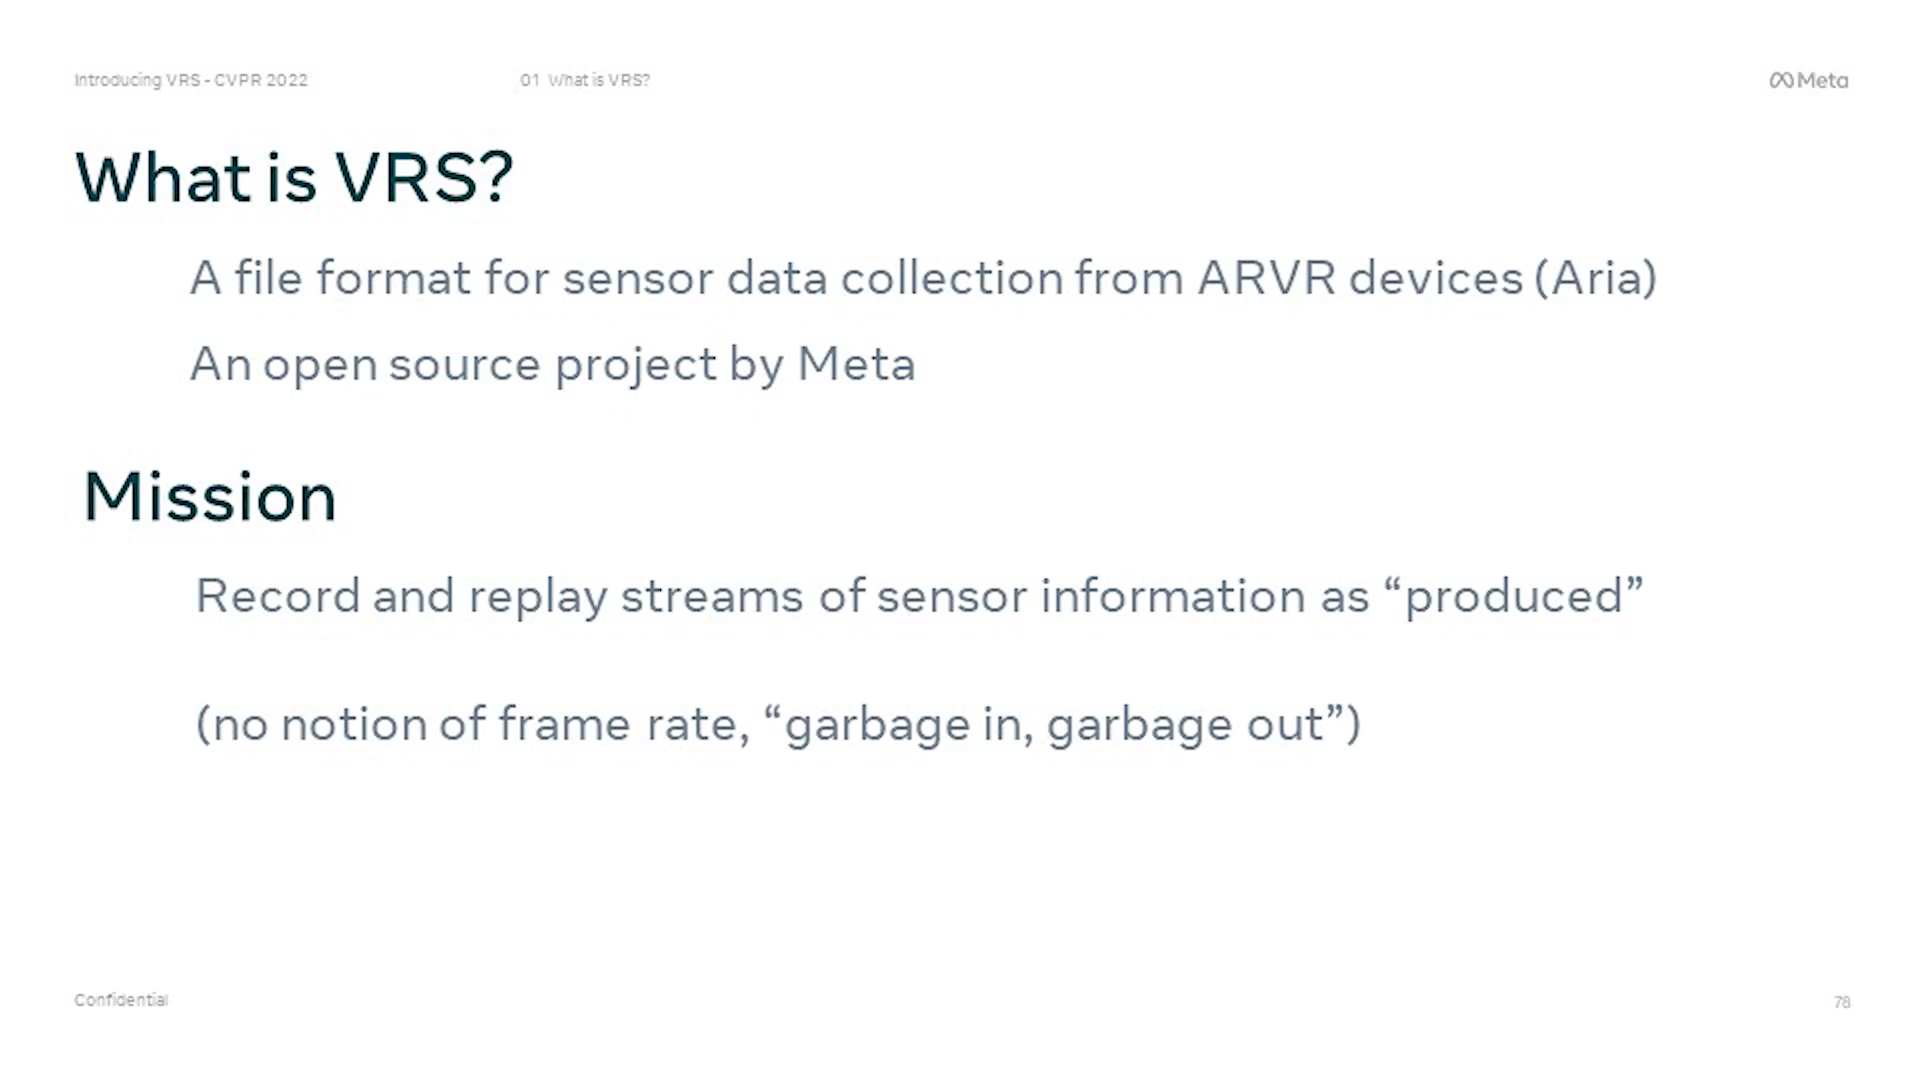 Introducing VRS - CVPR 2022
01 What is VRS?
Meta
What is VRS?
A file format for sensor data collection from ARVR devices (Aria)
An open source project by Meta
Mission
Record and replay streams of sensor information as “produced”
(no notion of frame rate, “garbage in, garbage out”)
Confidential
78